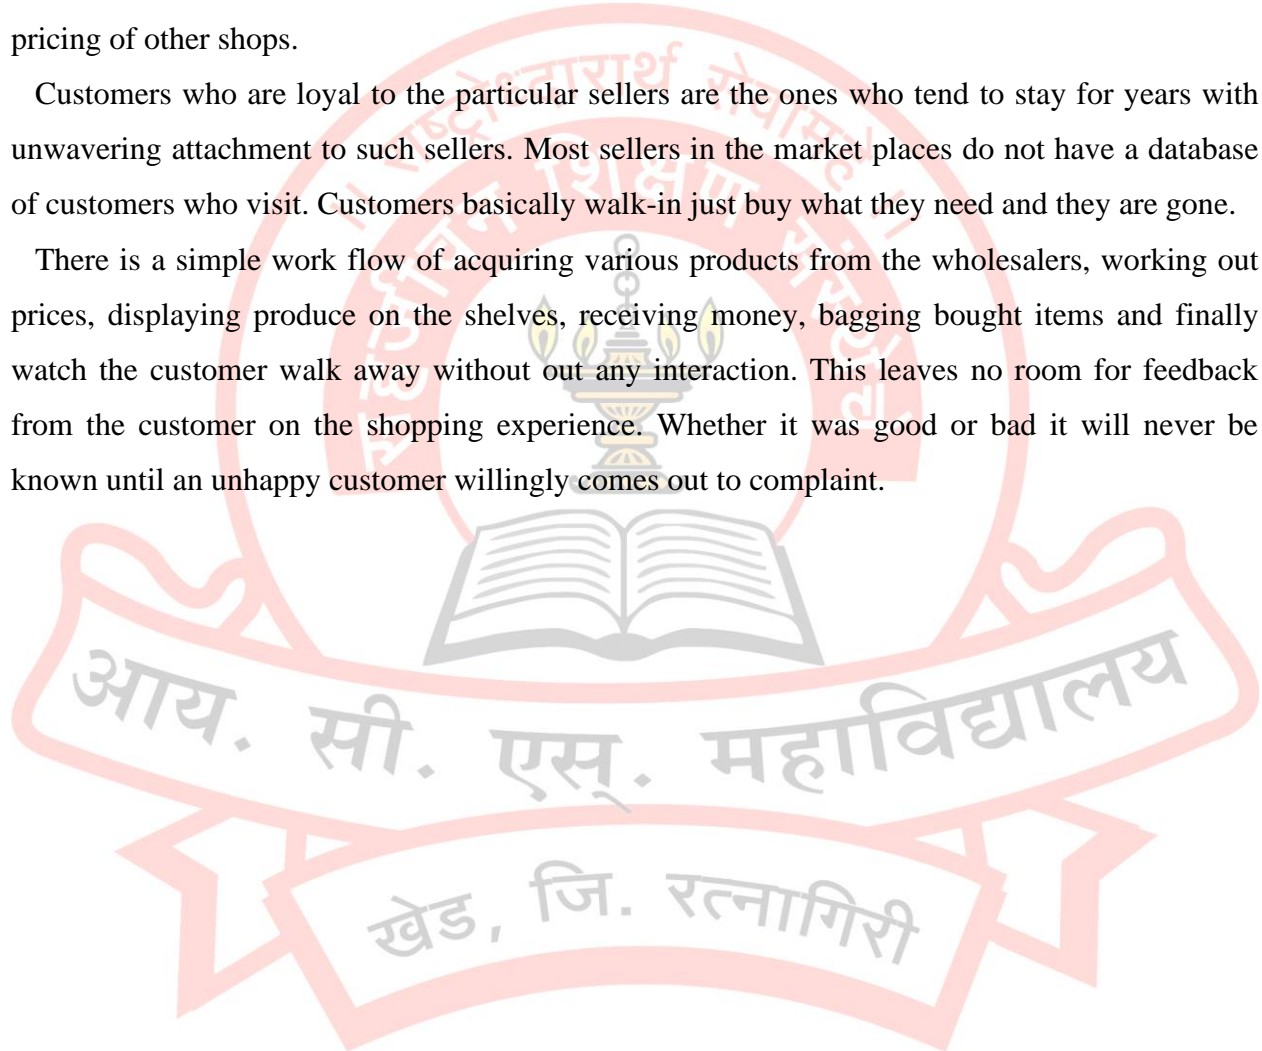 pricing of other shops.
Customers who are loyal to the particular sellers are the ones who tend to stay for years with
unwavering attachment to such sellers. Most sellers in the market places do not have a database
of customers who visit. Customers basically walk-in just buy what they need and they are gone.
There is a simple work flow of acquiring various products from the wholesalers, working out
prices, displaying produce on the shelves, receiving money, bagging bought items and finally
watch the customer walk away without out any interaction. This leaves no room for feedback
from the customer on the shopping experience. Whether it was good or bad it will never be
known until an unhappy customer willingly comes out to complaint.
सहजीवन शिक्षण संस्थेचे
आय. सी. एस्. महाविद्यालय
खेड, जि. रत्नागिरी